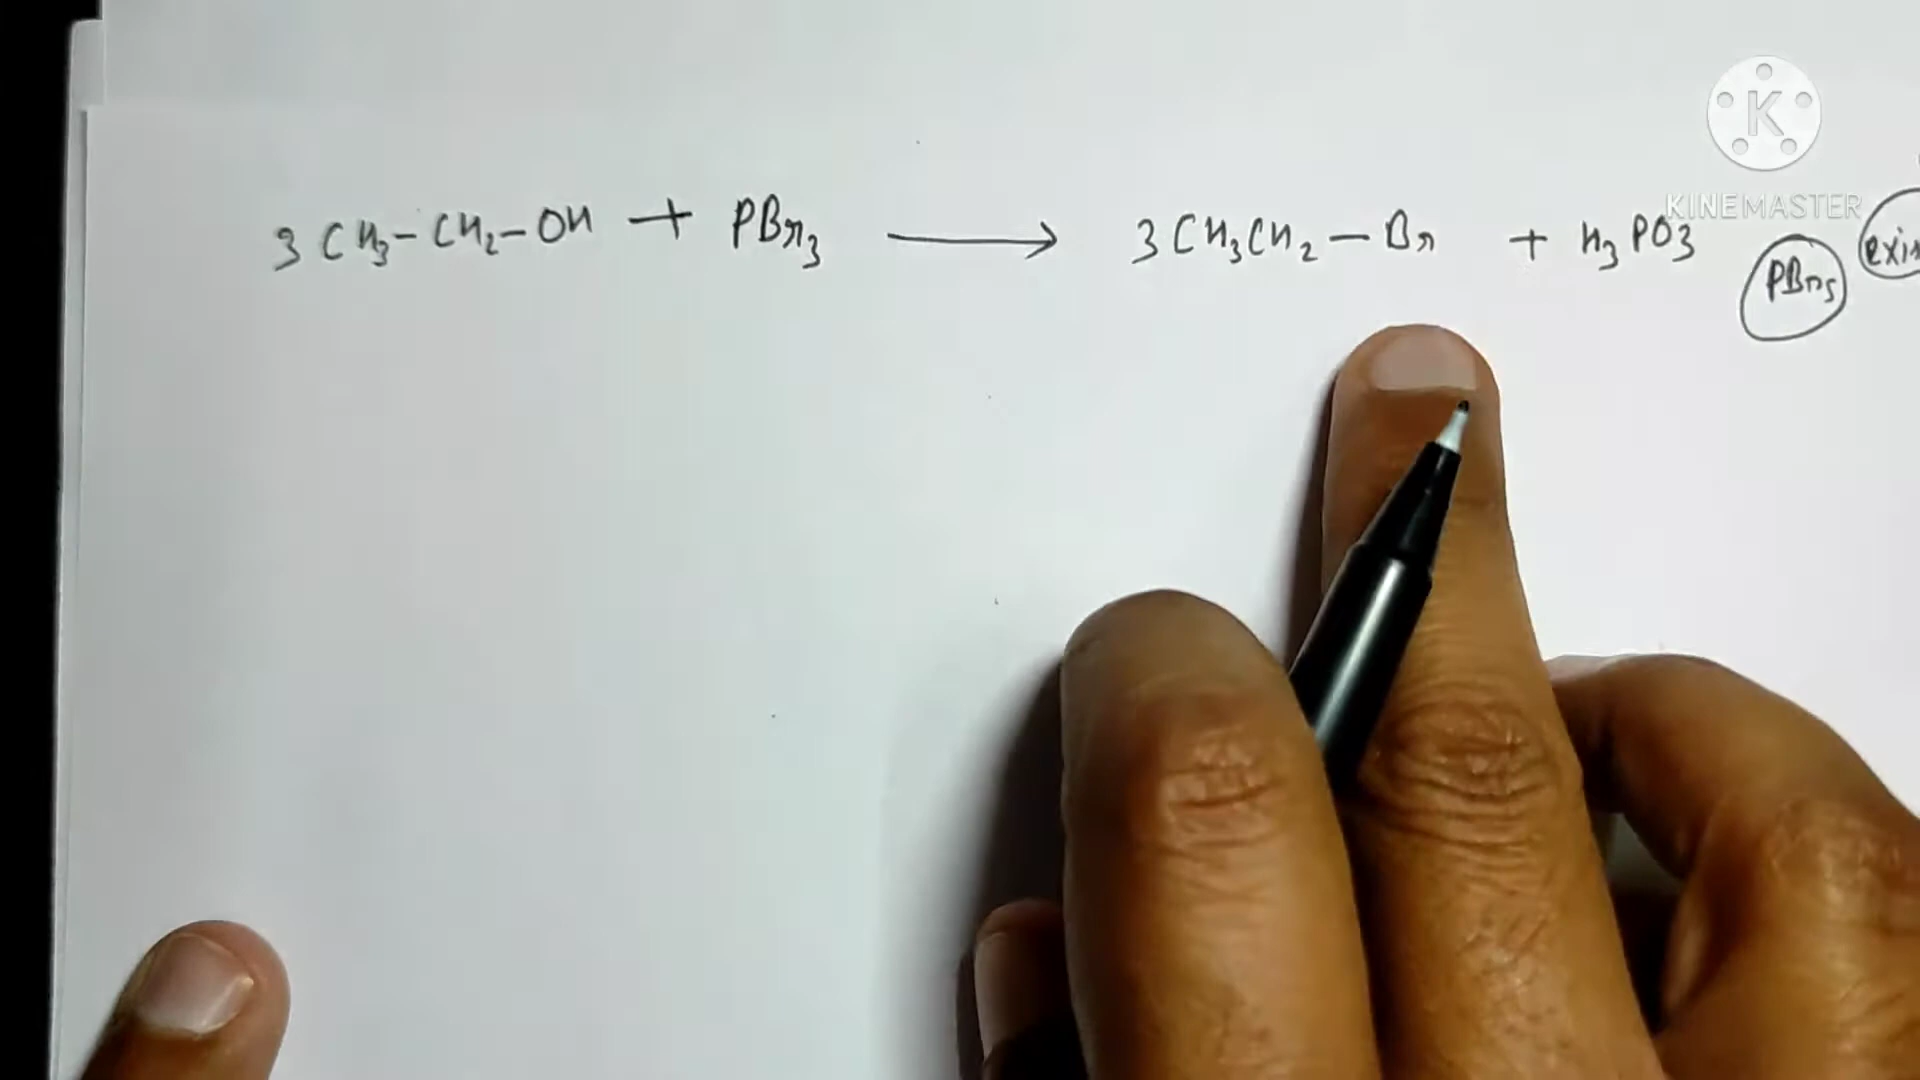 3 CH₃-CH₂-OH + PBr₃ ⟶ 3 CH₃CH₂-Br + H₃PO₃
PBr₅
K
KINEMASTER